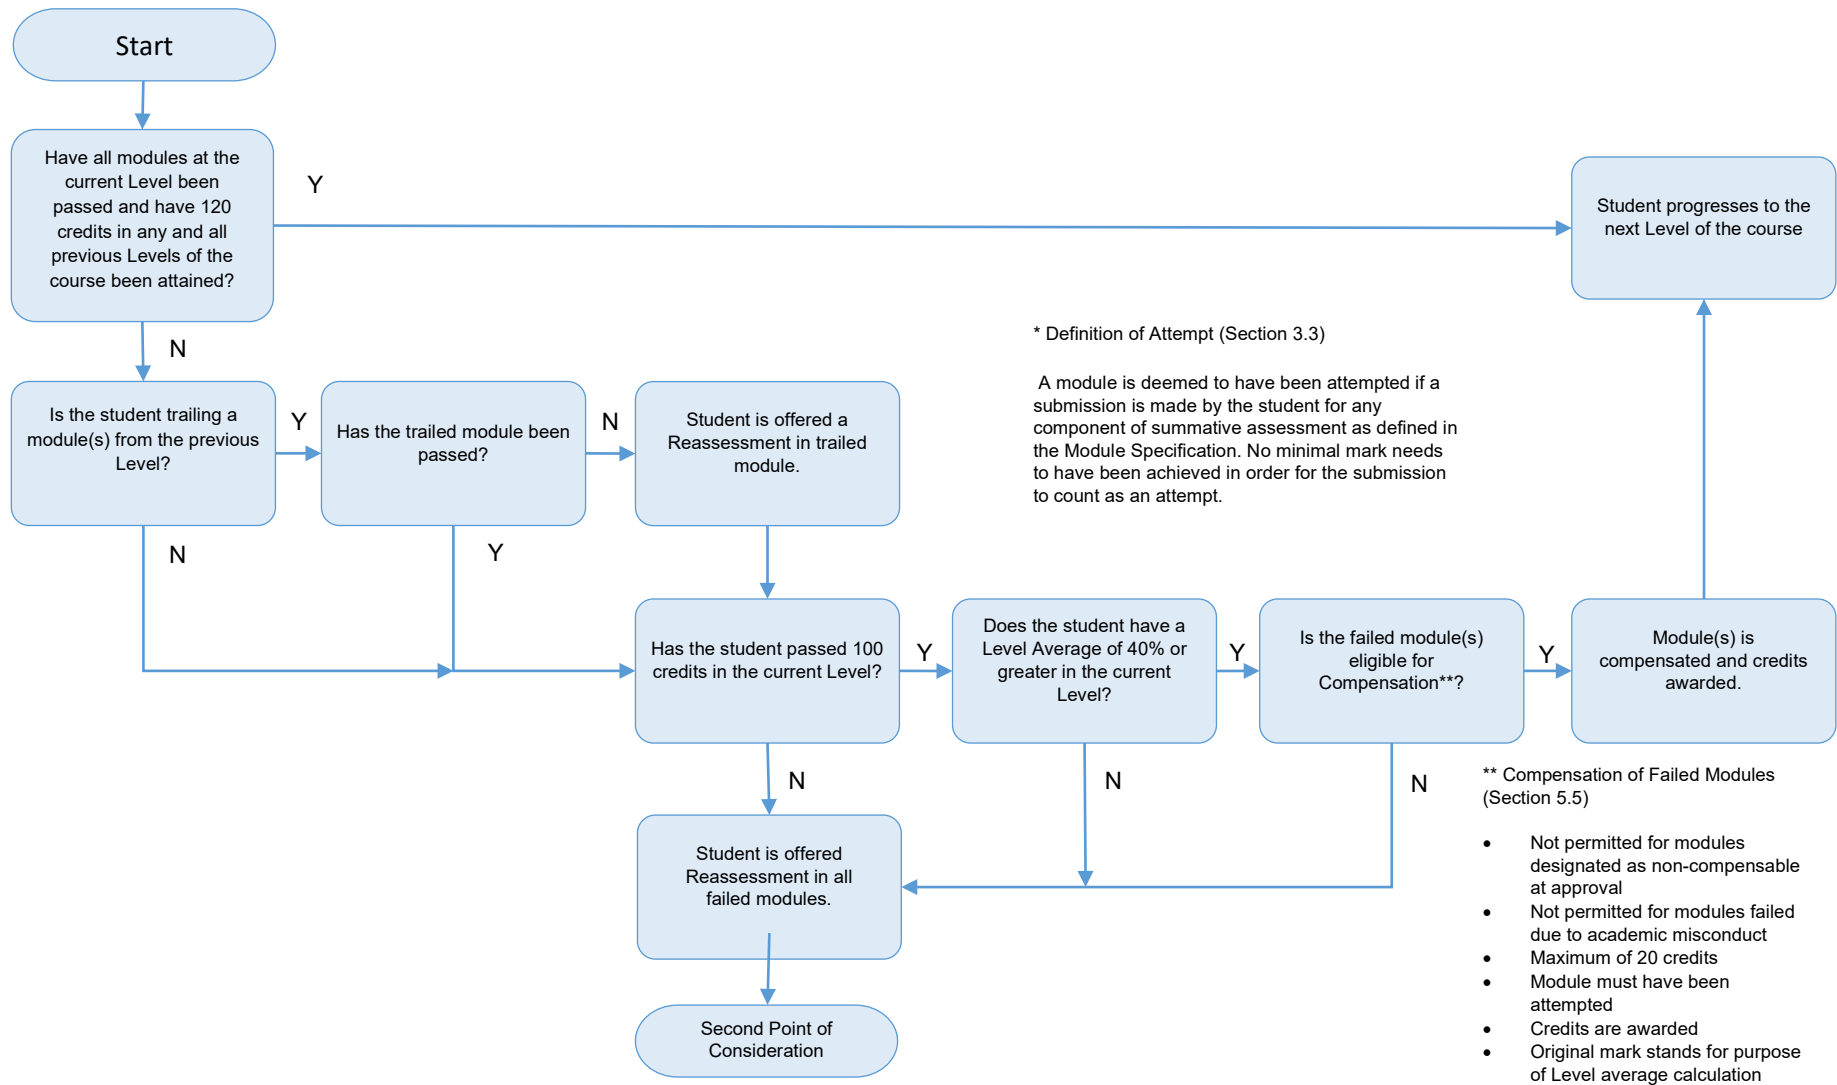 Start
Have all modules at the
current Level been
passed and have 120
credits in any and all
previous Levels of the
course been attained?
Y
Student progresses to the
next Level of the course
N
* Definition of Attempt (Section 3.3)
A module is deemed to have been attempted if a
submission is made by the student for any
component of summative assessment as defined in
the Module Specification. No minimal mark needs
to have been achieved in order for the submission
to count as an attempt.
Is the student trailing a
module(s) from the previous
Level?
Y
Has the trailed module been
passed?
N
Student is offered a
Reassessment in trailed
module.
N
Y
Has the student passed 100
credits in the current Level?
Y
Does the student have a
Level Average of 40% or
greater in the current
Level?
Y
Is the failed module(s)
eligible for
Compensation**?
Y
Module(s) is
compensated and credits
awarded.
N
N
N
Student is offered
Reassessment in all
failed modules.
Second Point of
Consideration
** Compensation of Failed Modules
(Section 5.5)
• Not permitted for modules
designated as non-compensable
at approval
• Not permitted for modules failed
due to academic misconduct
• Maximum of 20 credits
• Module must have been
attempted
• Credits are awarded
• Original mark stands for purpose
of Level average calculation